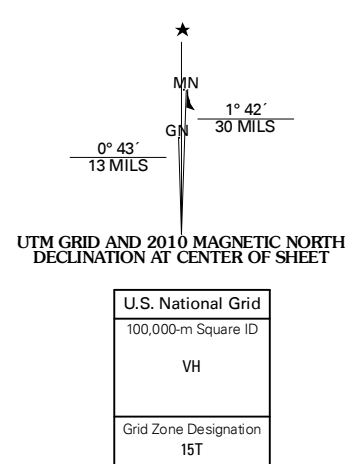 MN
1° 42´
30 MILS
GN
0° 43´
13 MILS
UTM GRID AND 2010 MAGNETIC NORTH
DECLINATION AT CENTER OF SHEET
U.S. National Grid
100,000-m Square ID
VH
Grid Zone Designation
15T